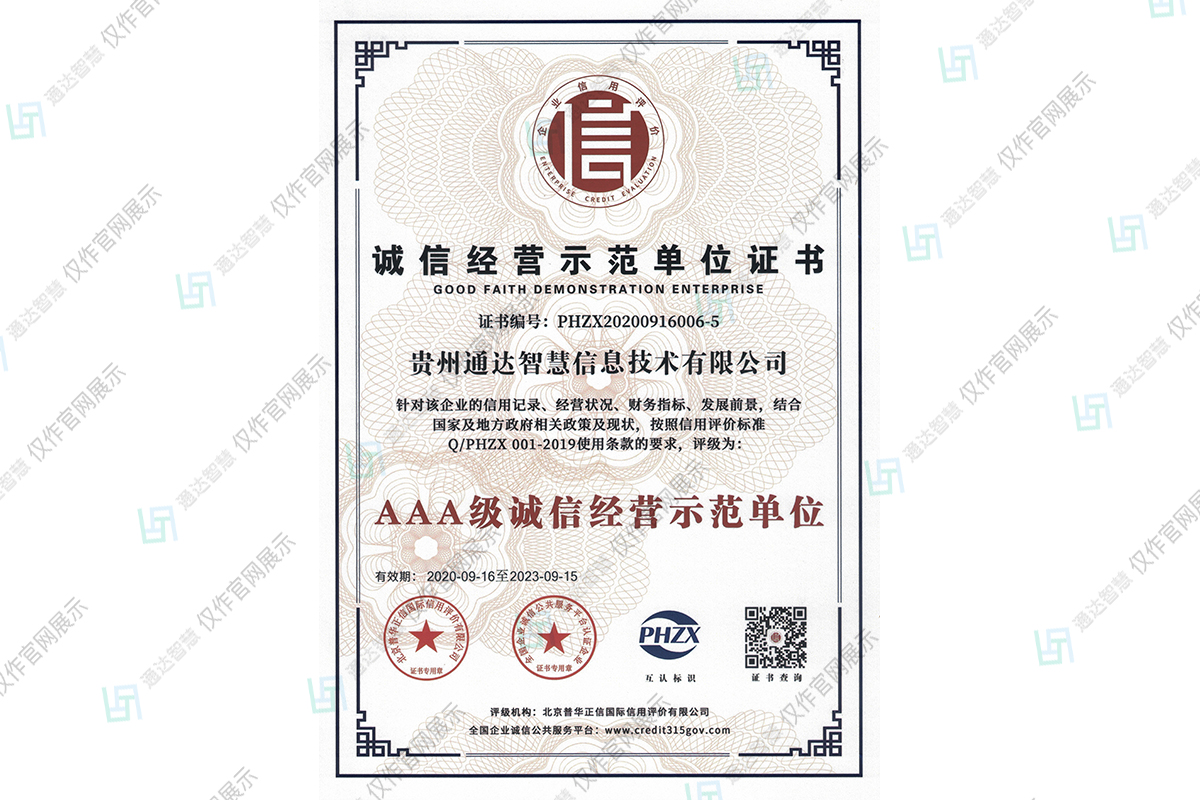 企业信用评价
ENTERPRISE CREDIT EVALUATION
诚信经营示范单位证书
GOOD FAITH DEMONSTRATION ENTERPRISE
证书编号：PHZX20200916006-5
贵州通达智慧信息技术有限公司
针对该企业的信用记录、经营状况、财务指标、发展前景，结合
国家及地方政府相关政策及现状，按照信用评价标准
Q/PHZX 001-2019使用条款的要求，评级为：
AAA级诚信经营示范单位
有效期： 2020-09-16至2023-09-15
北京普华正信国际信用评价有限公司
证书专用章
全国企业诚信公共服务平台认证企业
证书专用章
PHZX
互认标识
证书查询
评级机构：北京普华正信国际信用评价有限公司
全国企业诚信公共服务平台：www.credit315gov.com
通达智慧 仅作官网展示